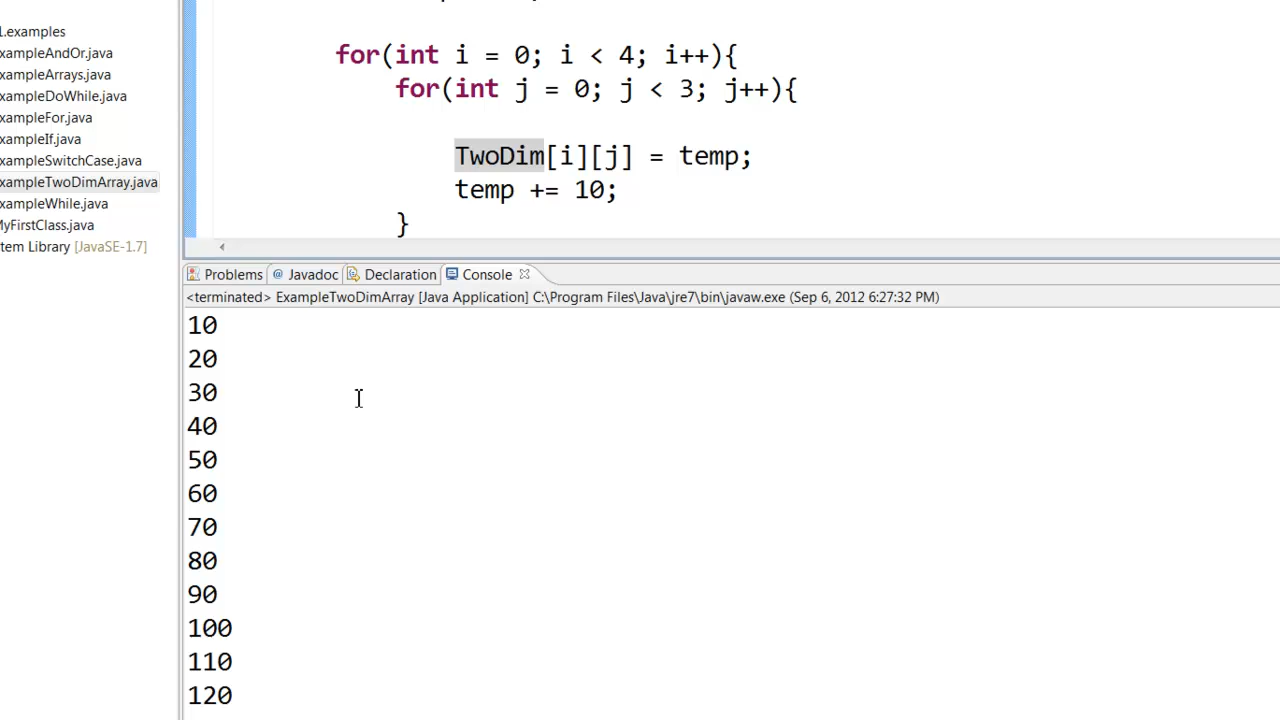 1.examples
xampleAndOr.java
xampleArrays.java
xampleDoWhile.java
xampleFor.java
xampleIf.java
xampleSwitchCase.java
xampleTwoDimArray.java
xampleWhile.java
MyFirstClass.java
tem Library [JavaSE-1.7]
for(int i = 0; i < 4; i++){
for(int j = 0; j < 3; j++){
TwoDim[i][j] = temp;
temp += 10;
}
Problems @ Javadoc Declaration Console
<terminated> ExampleTwoDimArray [Java Application] C:\Program Files\Java\jre7\bin\javaw.exe (Sep 6, 2012 6:27:32 PM)
10
20
30
40
50
60
70
80
90
100
110
120